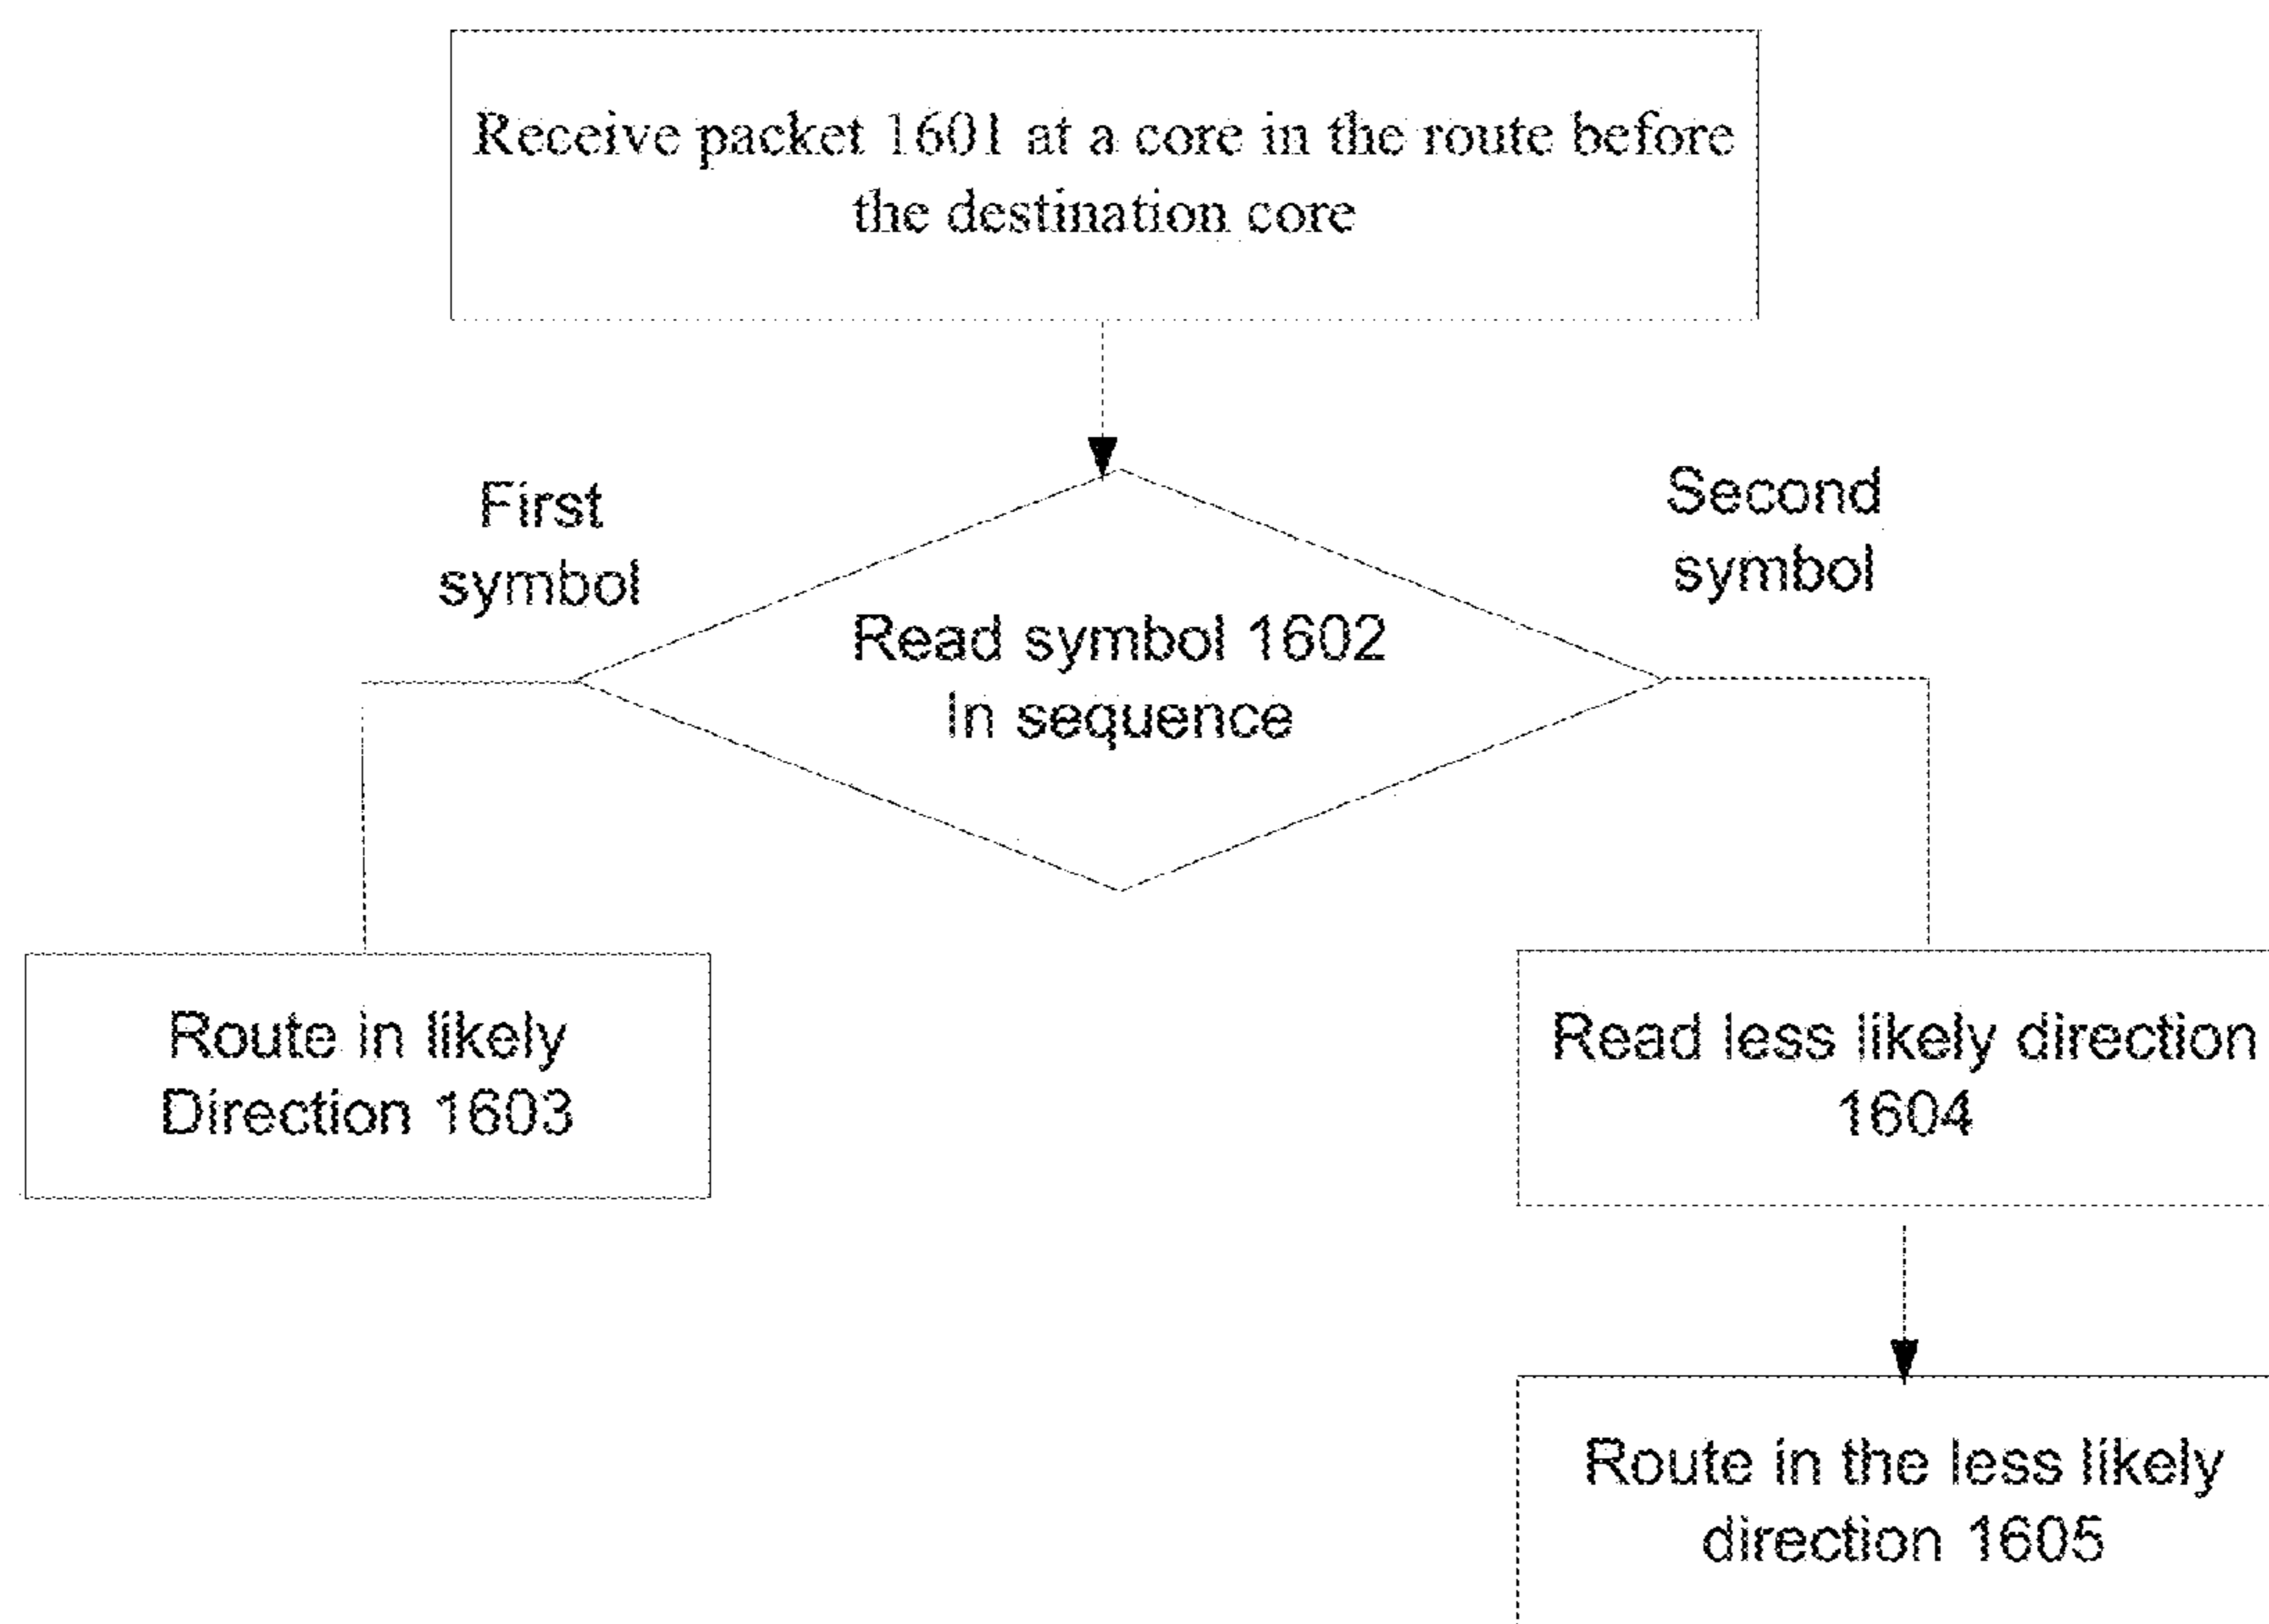 Receive packet 1601 at a core in the route before
the destination core
First
symbol
Second
symbol
Read symbol 1602
In sequence
Route in likely
Direction 1603
Read less likely direction
1604
Route in the less likely
direction 1605